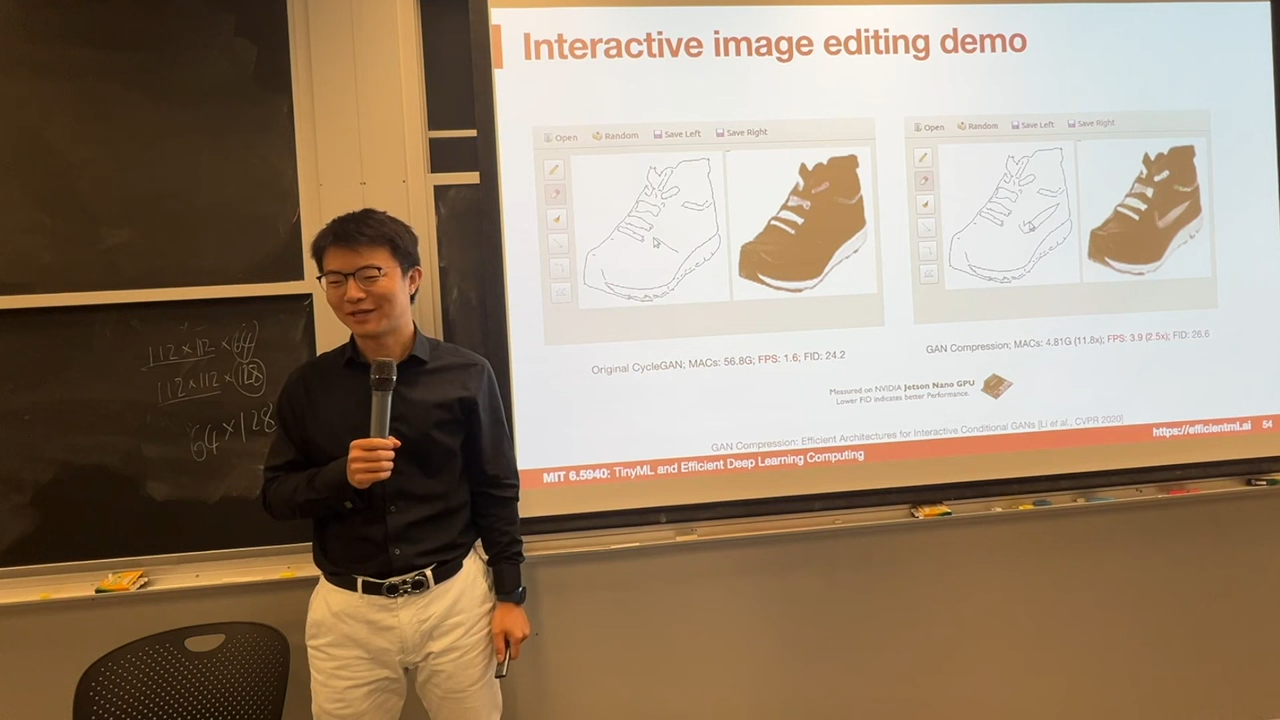 Interactive image editing demo
Open Random Save Left Save Right
Open Random Save Left Save Right
Original CycleGAN; MACs: 56.8G; FPS: 1.6; FID: 24.2
GAN Compression; MACs: 4.81G (11.8x); FPS: 3.9 (2.5x); FID: 26.6
Measured on NVIDIA Jetson Nano GPU
Lower FID indicates better Performance.
GAN Compression: Efficient Architectures for Interactive Conditional GANs [Li et al., CVPR 2020]
MIT 6.5940: TinyML and Efficient Deep Learning Computing
https://efficientml.ai 54
112×112×64
112×112×128
64×128